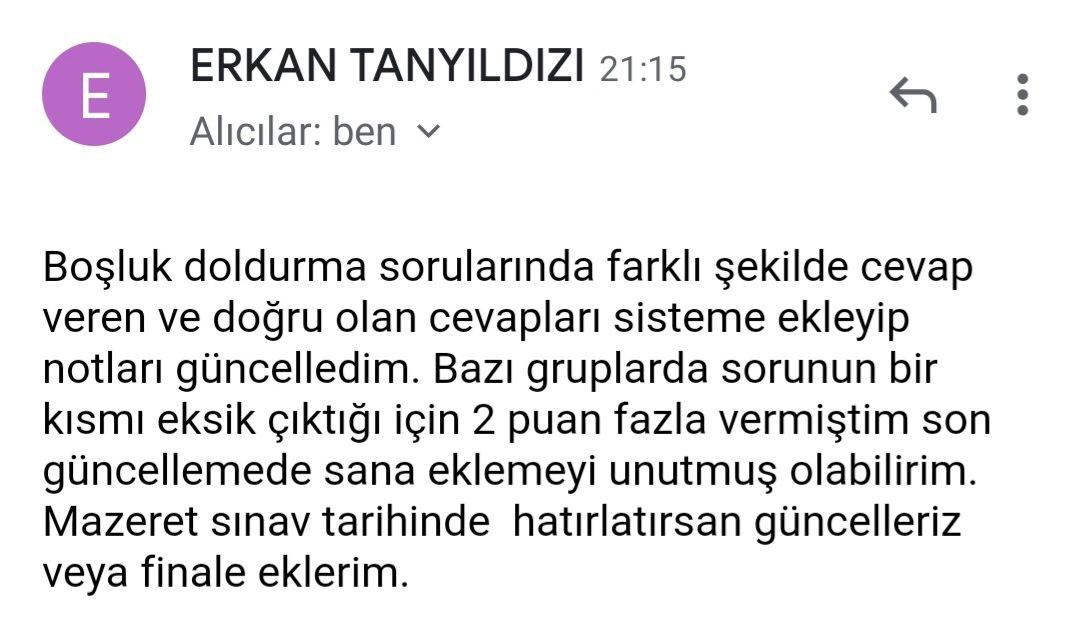 E
ERKAN TANYILDIZI 21:15
Alıcılar: ben
Boşluk doldurma sorularında farklı şekilde cevap
veren ve doğru olan cevapları sisteme ekleyip
notları güncelledim. Bazı gruplarda sorunun bir
kısmı eksik çıktığı için 2 puan fazla vermiştim son
güncellemede sana eklemeyi unutmuş olabilirim.
Mazeret sınav tarihinde  hatırlatırsan güncelleriz
veya finale eklerim.